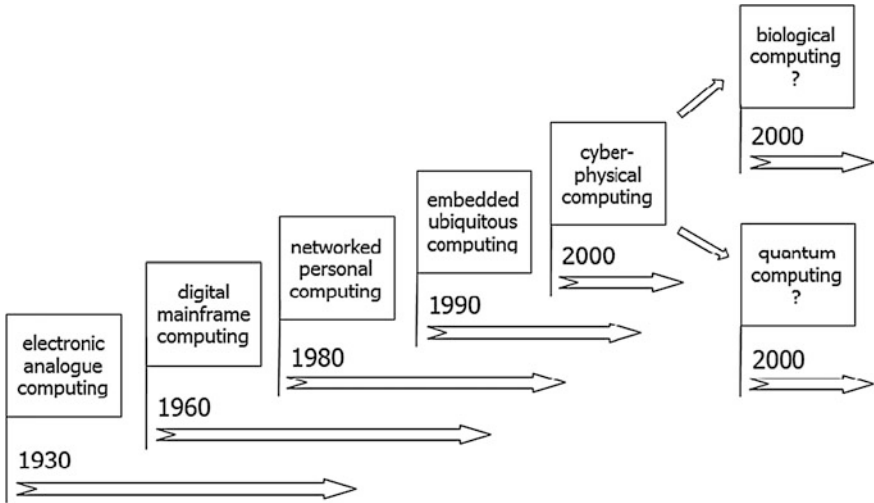 electronic
analogue
computing
1930
digital
mainframe
computing
1960
networked
personal
computing
1980
embedded
ubiquitous
computing
1990
cyber-
physical
computing
2000
biological
computing
?
2000
quantum
computing
?
2000